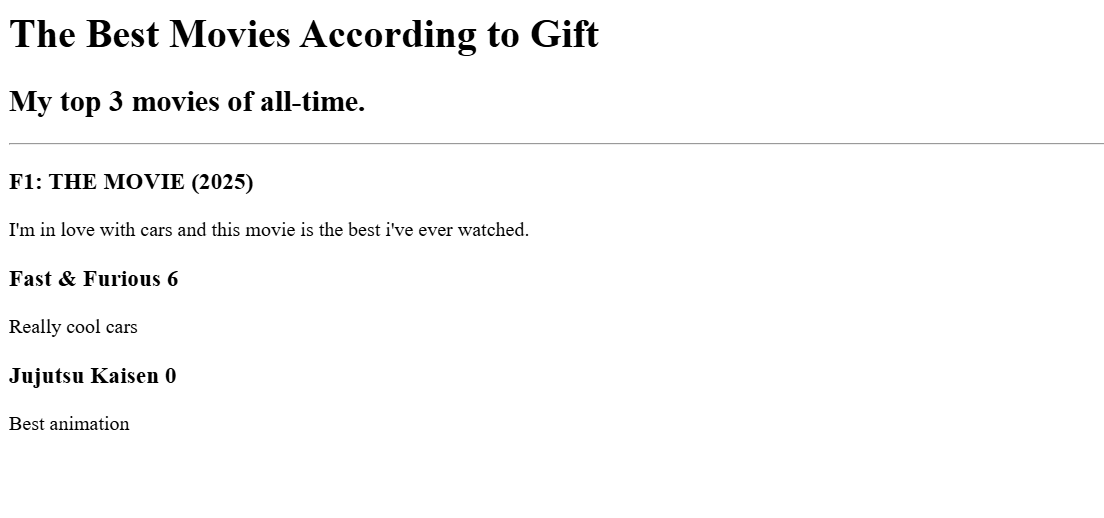 The Best Movies According to Gift
My top 3 movies of all-time.
F1: THE MOVIE (2025)
I'm in love with cars and this movie is the best i've ever watched.
Fast & Furious 6
Really cool cars
Jujutsu Kaisen 0
Best animation